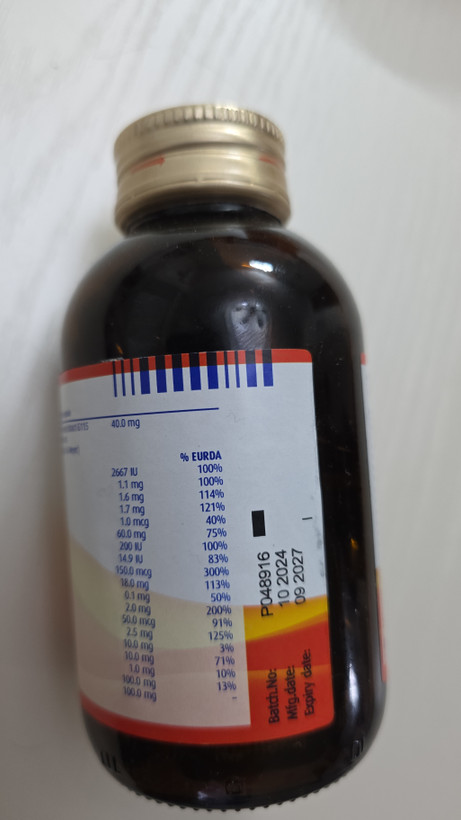 40.0 mg
% EURDA
2667 IU 100%
1.1 mg 100%
1.6 mg 114%
1.7 mg 121%
1.0 mcg 40%
60.0 mg 75%
200 IU 100%
14.9 IU 83%
150.0 mcg 300%
18.0 mg 113%
0.1 mg 50%
2.0 mg 200%
50.0 mcg 91%
2.5 mg 125%
10.0 mg 3%
10.0 mg 71%
1.0 mg 10%
100.0 mg 13%
100.0 mg -
Batch.No: P048916
Mfg.date: 10 2024
Expiry date: 09 2027